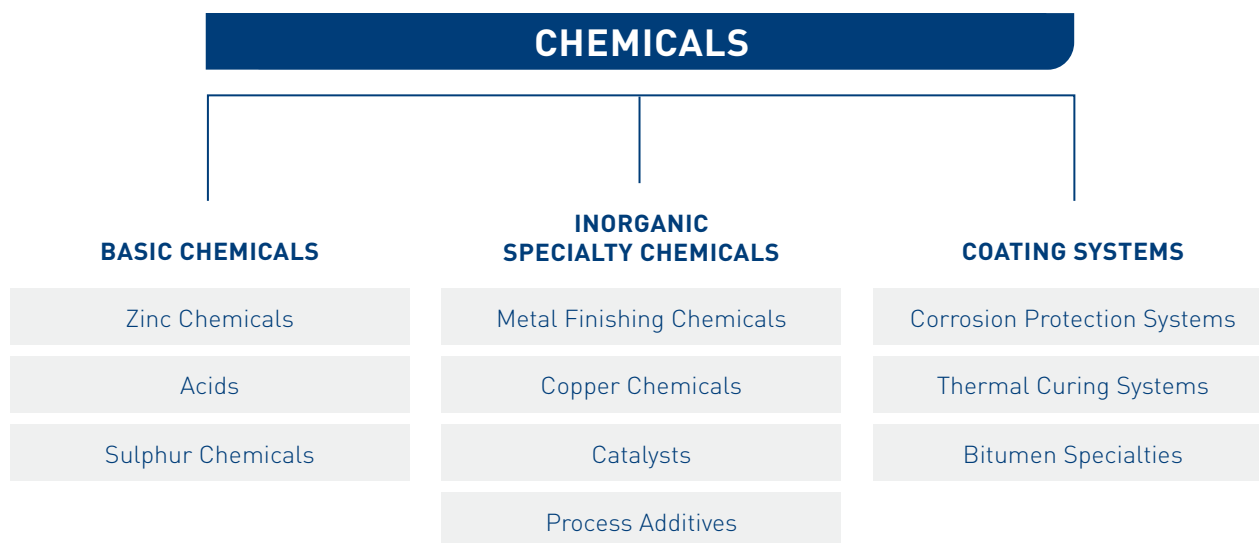 CHEMICALS
BASIC CHEMICALS
Zinc Chemicals
Acids
Sulphur Chemicals
INORGANIC
SPECIALTY CHEMICALS
Metal Finishing Chemicals
Copper Chemicals
Catalysts
Process Additives
COATING SYSTEMS
Corrosion Protection Systems
Thermal Curing Systems
Bitumen Specialties